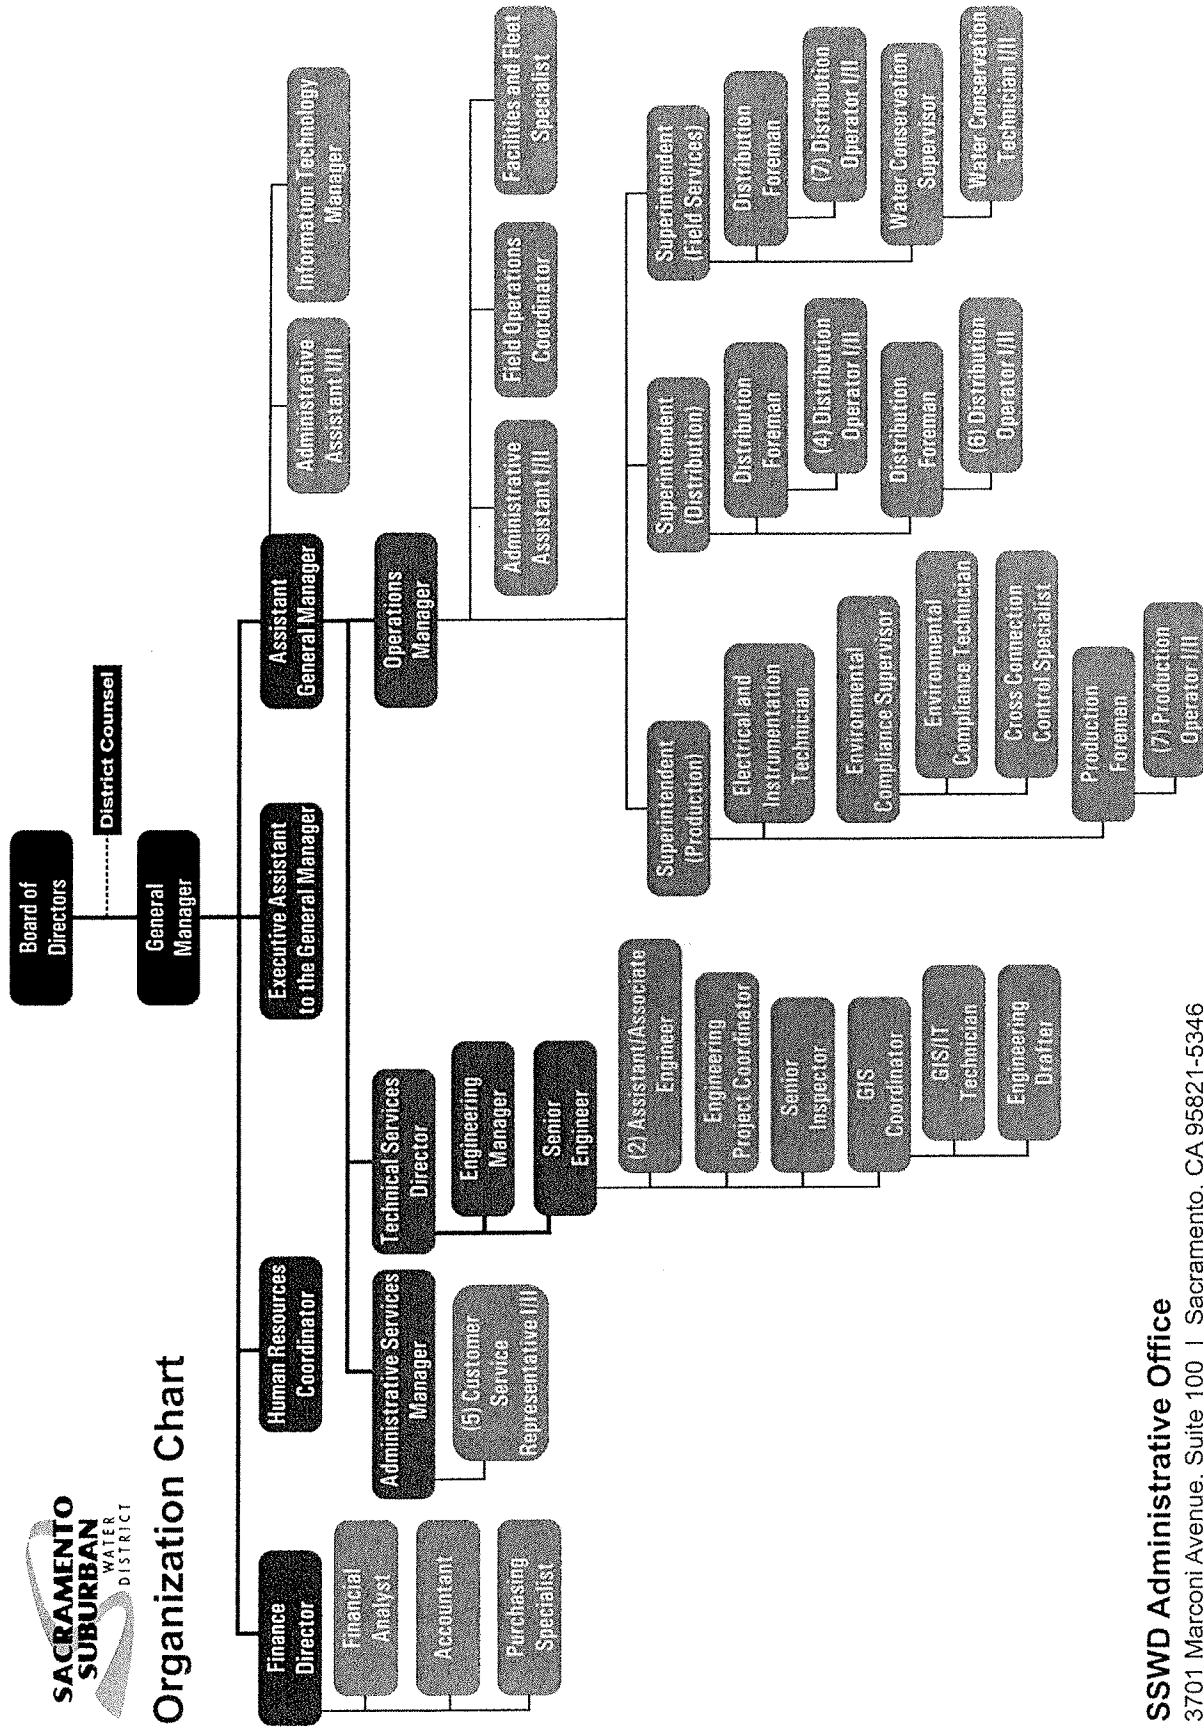 SACRAMENTO
SUBURBAN
WATER
DISTRICT
Organization Chart
Board of
Directors
District Counsel
General
Manager
Finance
Director
Human Resources
Coordinator
Executive Assistant
to the General Manager
Assistant
General Manager
Administrative
Assistant I/II
Information Technology
Manager
Financial
Analyst
Accountant
Purchasing
Specialist
Administrative Services
Manager
(5) Customer
Service
Representative I/II
Technical Services
Director
Engineering
Manager
Senior
Engineer
(2) Assistant/Associate
Engineer
Engineering
Project Coordinator
Senior
Inspector
GIS
Coordinator
GIS/IT
Technician
Engineering
Drafter
Operations
Manager
Administrative
Assistant I/II
Field Operations
Coordinator
Facilities and Fleet
Specialist
Superintendent
(Production)
Electrical and
Instrumentation
Technician
Environmental
Compliance Supervisor
Environmental
Compliance Technician
Cross Connection
Control Specialist
Production
Foreman
(7) Production
Operator I/II
Superintendent
(Distribution)
Distribution
Foreman
(4) Distribution
Operator I/II
Distribution
Foreman
(6) Distribution
Operator I/II
Superintendent
(Field Services)
Distribution
Foreman
(7) Distribution
Operator I/II
Water Conservation
Supervisor
Water Conservation
Technician I/II
SSWD Administrative Office
3701 Marconi Avenue, Suite 100 | Sacramento, CA 95821-5346